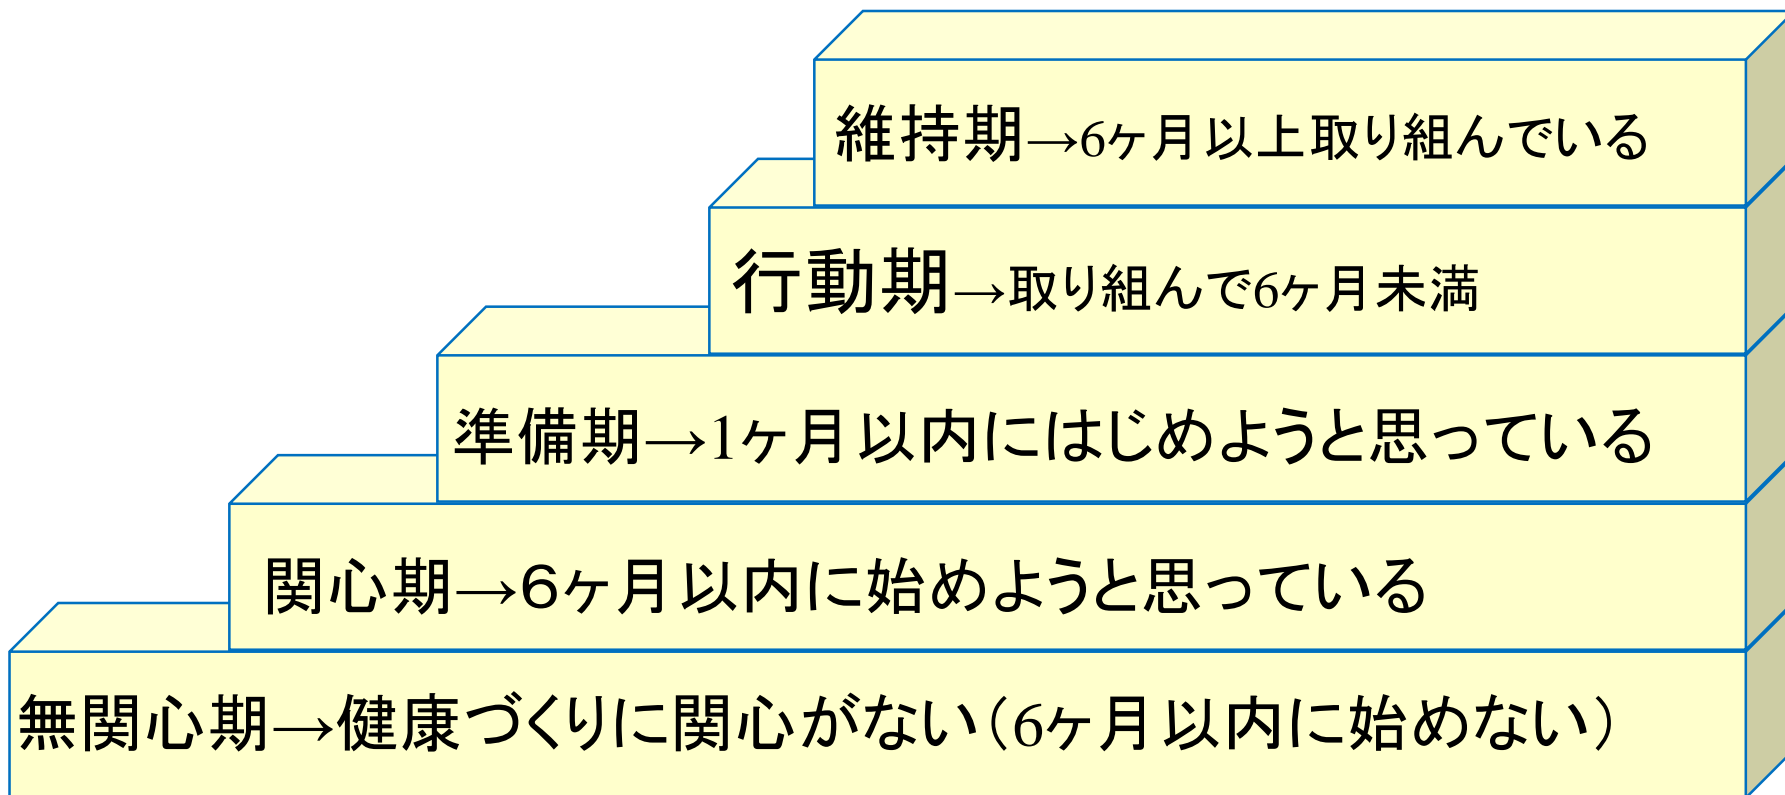 維持期→6ヶ月以上取り組んでいる
行動期→取り組んで6ヶ月未満
準備期→1ヶ月以内にはじめようと思っている
関心期→６ヶ月以内に始めようと思っている
無関心期→健康づくりに関心がない（6ヶ月以内に始めない）